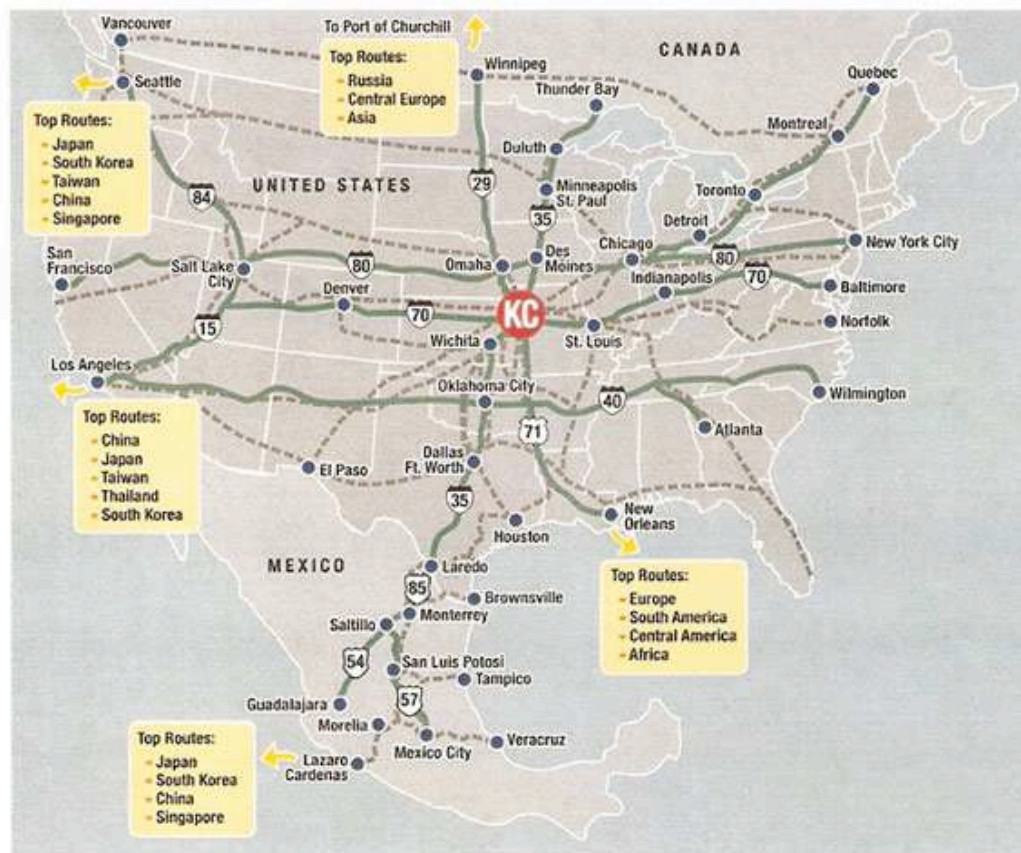 Vancouver
To Port of Churchill
CANADA
Top Routes:
- Russia
- Central Europe
- Asia
Winnipeg
Quebec
Seattle
Thunder Bay
Top Routes:
- Japan
- South Korea
- Taiwan
- China
- Singapore
Montreal
Duluth
UNITED STATES
29
Minneapolis
St. Paul
84
35
Toronto
Detroit
Chicago
New York City
San
Francisco
Salt Lake
City
80
Omaha
Des
Moines
80
Indianapolis
70
Denver
Baltimore
15
70
KC
Norfolk
Wichita
St. Louis
Los Angeles
Oklahoma City
40
Wilmington
Top Routes:
- China
- Japan
- Taiwan
- Thailand
- South Korea
71
Atlanta
El Paso
Dallas
Ft. Worth
35
New
Orleans
Houston
MEXICO
Laredo
Top Routes:
- Europe
- South America
- Central America
- Africa
85
Brownsville
Monterrey
Saltillo
54
San Luis Potosi
Tampico
57
Guadalajara
Morelia
Mexico City
Veracruz
Lazaro
Cardenas
Top Routes:
- Japan
- South Korea
- China
- Singapore